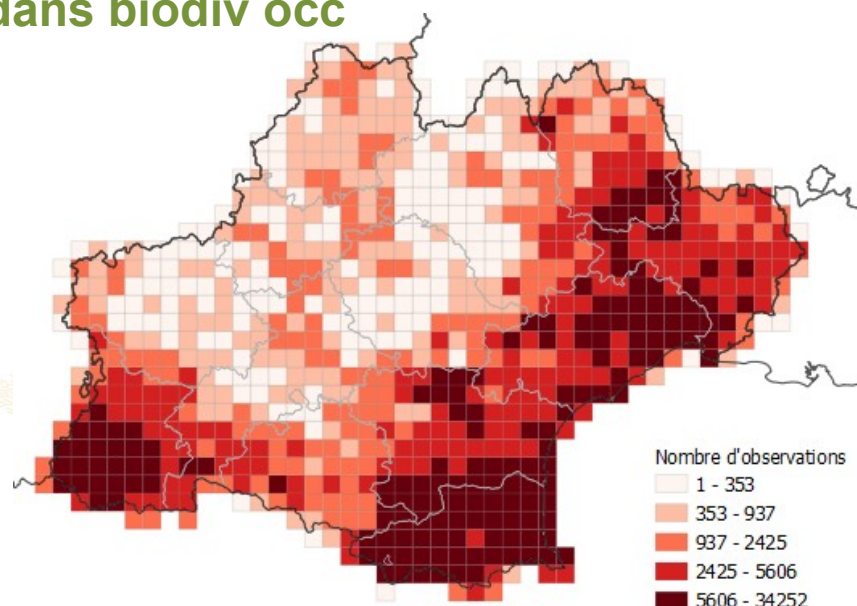 dans biodiv occ
Nombre d'observations
1 - 353
353 - 937
937 - 2425
2425 - 5606
5606 - 34252